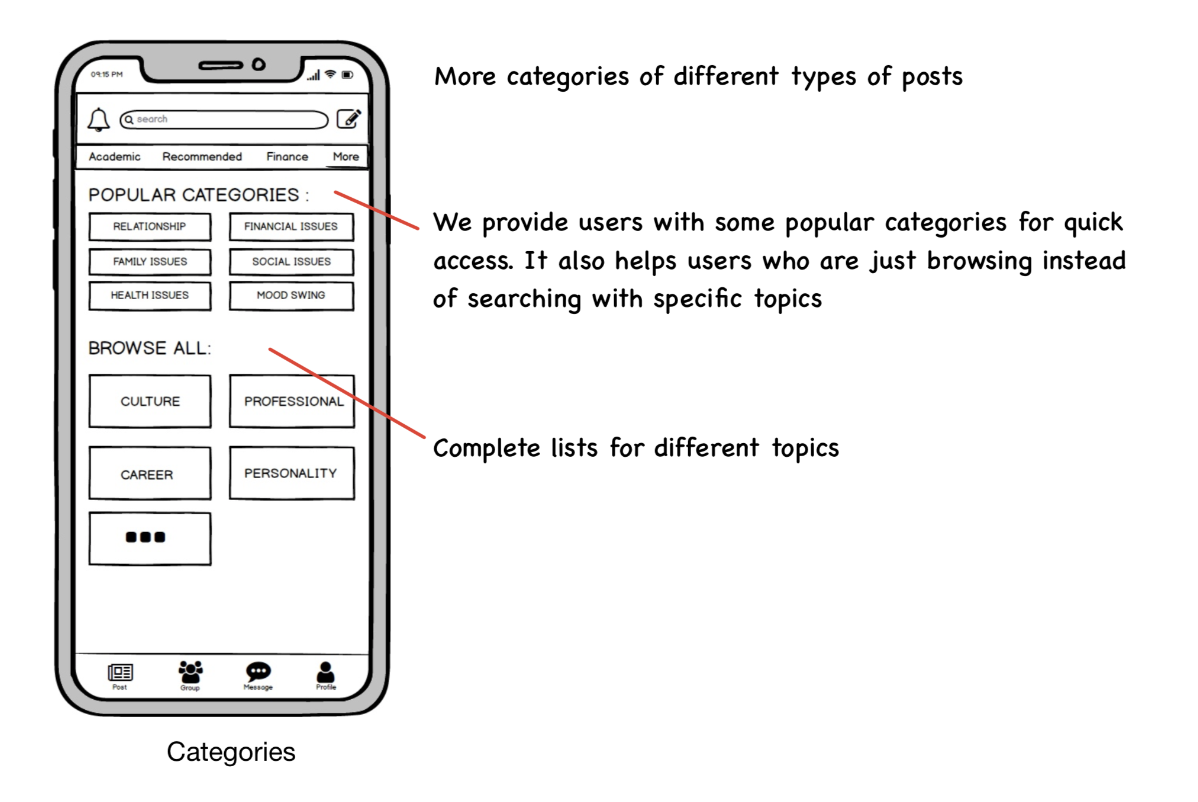 09:15 PM
search
Academic Recommended Finance More
POPULAR CATEGORIES :
RELATIONSHIP FINANCIAL ISSUES
FAMILY ISSUES SOCIAL ISSUES
HEALTH ISSUES MOOD SWING
BROWSE ALL:
CULTURE PROFESSIONAL
CAREER PERSONALITY
Post Group Message Profile
Categories
More categories of different types of posts
We provide users with some popular categories for quick
access. It also helps users who are just browsing instead
of searching with specific topics
Complete lists for different topics